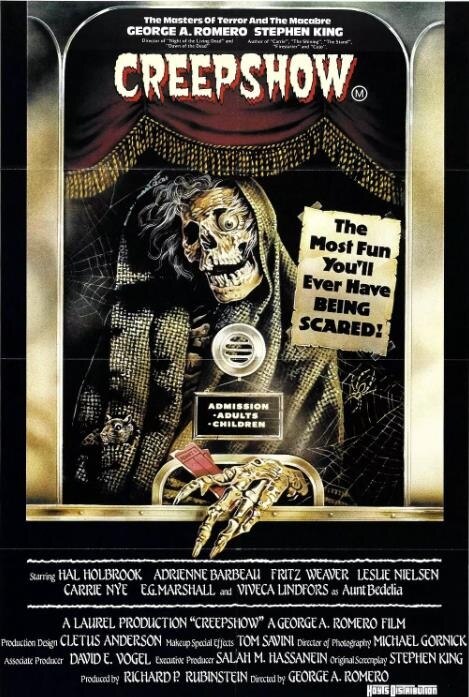 The Masters Of Terror And The Macabre
GEORGE A. ROMERO STEPHEN KING
Director of "Night of the Living Dead" and Author of "Carrie", "The Shining", "The Stand",
"Dawn of the Dead" "Firestarter" and "Cujo".
CREEPSHOW M
The
Most Fun
You'll
Ever Have
BEING
SCARED!
ADMISSION
·ADULTS
·CHILDREN
Starring HAL HOLBROOK ADRIENNE BARBEAU FRITZ WEAVER LESLIE NIELSEN
CARRIE NYE E.G. MARSHALL and VIVECA LINDFORS as Aunt Bedelia
A LAUREL PRODUCTION "CREEPSHOW" A GEORGE A. ROMERO FILM
Production Design CLETUS ANDERSON Makeup Special Effects TOM SAVINI Director of Photography MICHAEL GORNICK
Associate Producer DAVID E. VOGEL Executive Producer SALAH M. HASSANEIN Original Screenplay STEPHEN KING
Produced by RICHARD P. RUBINSTEIN Directed by GEORGE A. ROMERO
HOYTS DISTRIBUTION